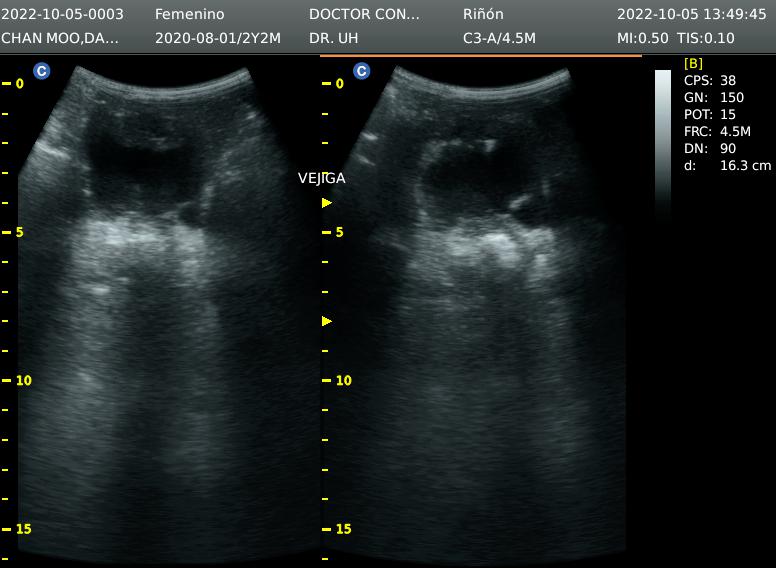 2022-10-05-0003 Femenino DOCTOR CON... Riñón 2022-10-05 13:49:45
CHAN MOO,DA... 2020-08-01/2Y2M DR. UH C3-A/4.5M MI:0.50 TIS:0.10
C
C
[B]
CPS: 38
GN: 150
POT: 15
FRC: 4.5M
DN: 90
d: 16.3 cm
0
0
VEJIGA
5
5
10
10
15
15